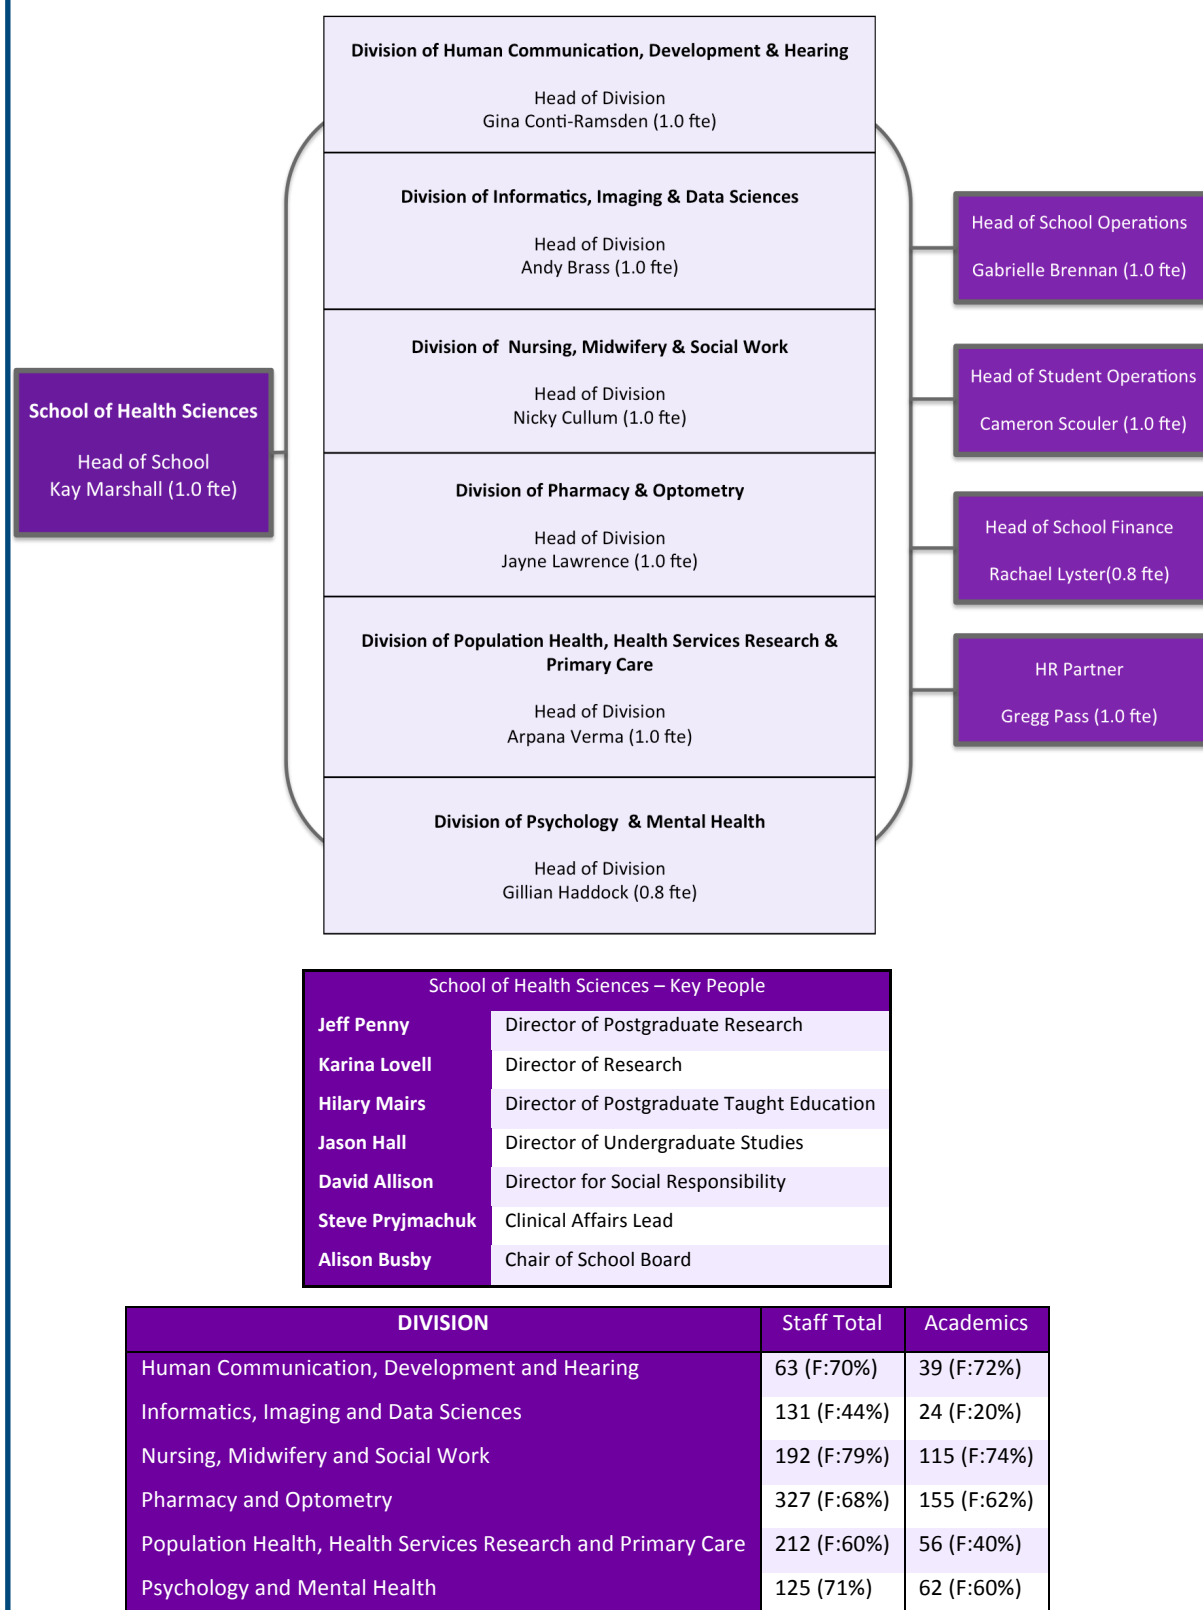 Division of Human Communication, Development & Hearing
Head of Division
Gina Conti-Ramsden (1.0 fte)
Division of Informatics, Imaging & Data Sciences
Head of Division
Andy Brass (1.0 fte)
Division of  Nursing, Midwifery & Social Work
Head of Division
Nicky Cullum (1.0 fte)
Division of Pharmacy & Optometry
Head of Division
Jayne Lawrence (1.0 fte)
Division of Population Health, Health Services Research &
Primary Care
Head of Division
Arpana Verma (1.0 fte)
Division of Psychology  & Mental Health
Head of Division
Gillian Haddock (0.8 fte)
School of Health Sciences
Head of School
Kay Marshall (1.0 fte)
Head of School Operations
Gabrielle Brennan (1.0 fte)
Head of Student Operations
Cameron Scouler (1.0 fte)
Head of School Finance
Rachael Lyster(0.8 fte)
HR Partner
Gregg Pass (1.0 fte)
School of Health Sciences – Key People
Jeff Penny Director of Postgraduate Research
Karina Lovell Director of Research
Hilary Mairs Director of Postgraduate Taught Education
Jason Hall Director of Undergraduate Studies
David Allison Director for Social Responsibility
Steve Pryjmachuk Clinical Affairs Lead
Alison Busby Chair of School Board
DIVISION Staff Total Academics
Human Communication, Development and Hearing 63 (F:70%) 39 (F:72%)
Informatics, Imaging and Data Sciences 131 (F:44%) 24 (F:20%)
Nursing, Midwifery and Social Work 192 (F:79%) 115 (F:74%)
Pharmacy and Optometry 327 (F:68%) 155 (F:62%)
Population Health, Health Services Research and Primary Care 212 (F:60%) 56 (F:40%)
Psychology and Mental Health 125 (71%) 62 (F:60%)